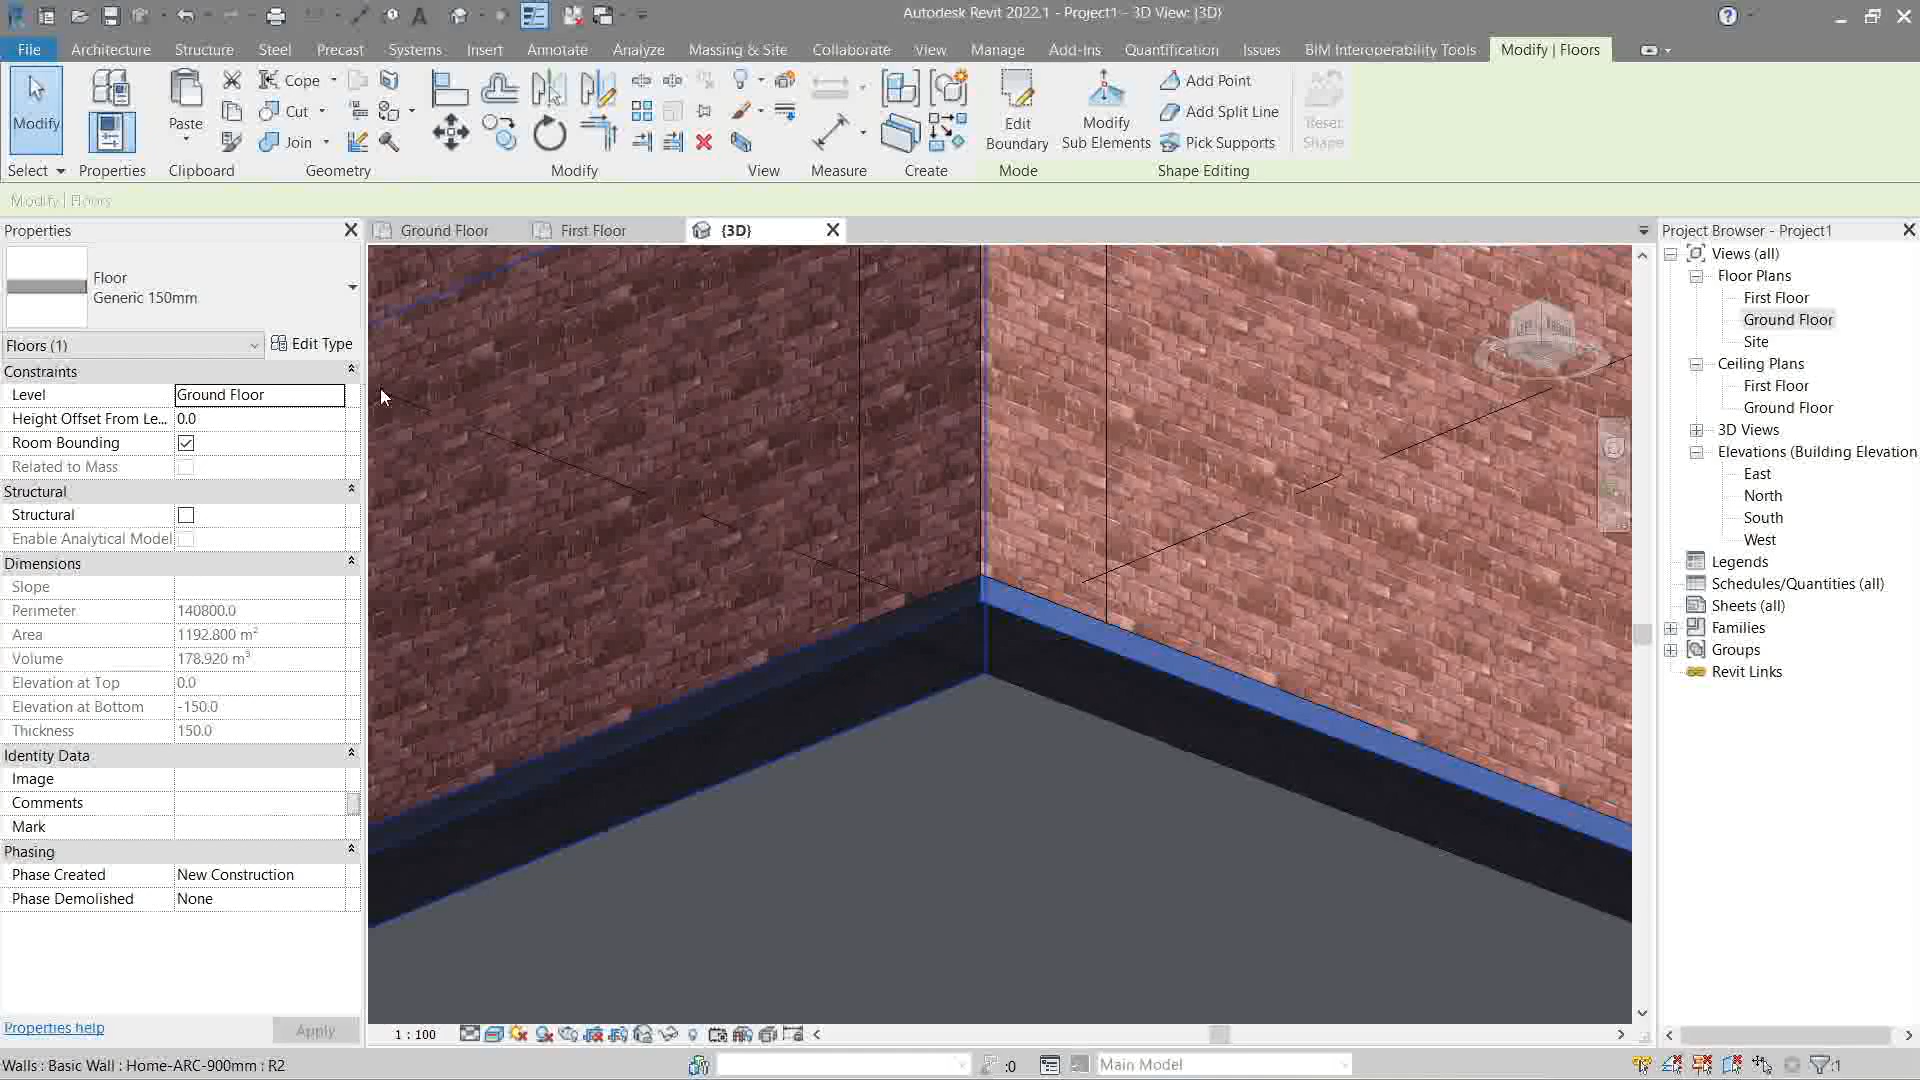 Autodesk Revit 2022.1 - Project1 - 3D View: {3D}
File Architecture Structure Steel Precast Systems Insert Annotate Analyze Massing & Site Collaborate View Manage Add-Ins Quantification Issues BIM Interoperability Tools Modify | Floors
Modify
Paste
Cope
Cut
Join
Edit
Boundary
Modify
Sub Elements
Add Point
Add Split Line
Pick Supports
Reset
Shape
Select Properties Clipboard Geometry Modify View Measure Create Mode Shape Editing
Modify | Floors
Properties
Floor
Generic 150mm
Floors (1)
Edit Type
Constraints
Level Ground Floor
Height Offset From Le... 0.0
Room Bounding
Related to Mass
Structural
Structural
Enable Analytical Model
Dimensions
Slope
Perimeter 140800.0
Area 1192.800 m²
Volume 178.920 m³
Elevation at Top 0.0
Elevation at Bottom -150.0
Thickness 150.0
Identity Data
Image
Comments
Mark
Phasing
Phase Created New Construction
Phase Demolished None
Properties help
Apply
Ground Floor First Floor {3D}
Project Browser - Project1
Views (all)
Floor Plans
First Floor
Ground Floor
Site
Ceiling Plans
First Floor
Ground Floor
3D Views
Elevations (Building Elevation
East
North
South
West
Legends
Schedules/Quantities (all)
Sheets (all)
Families
Groups
Revit Links
1 : 100
Walls : Basic Wall : Home-ARC-900mm : R2
:0
Main Model
:1